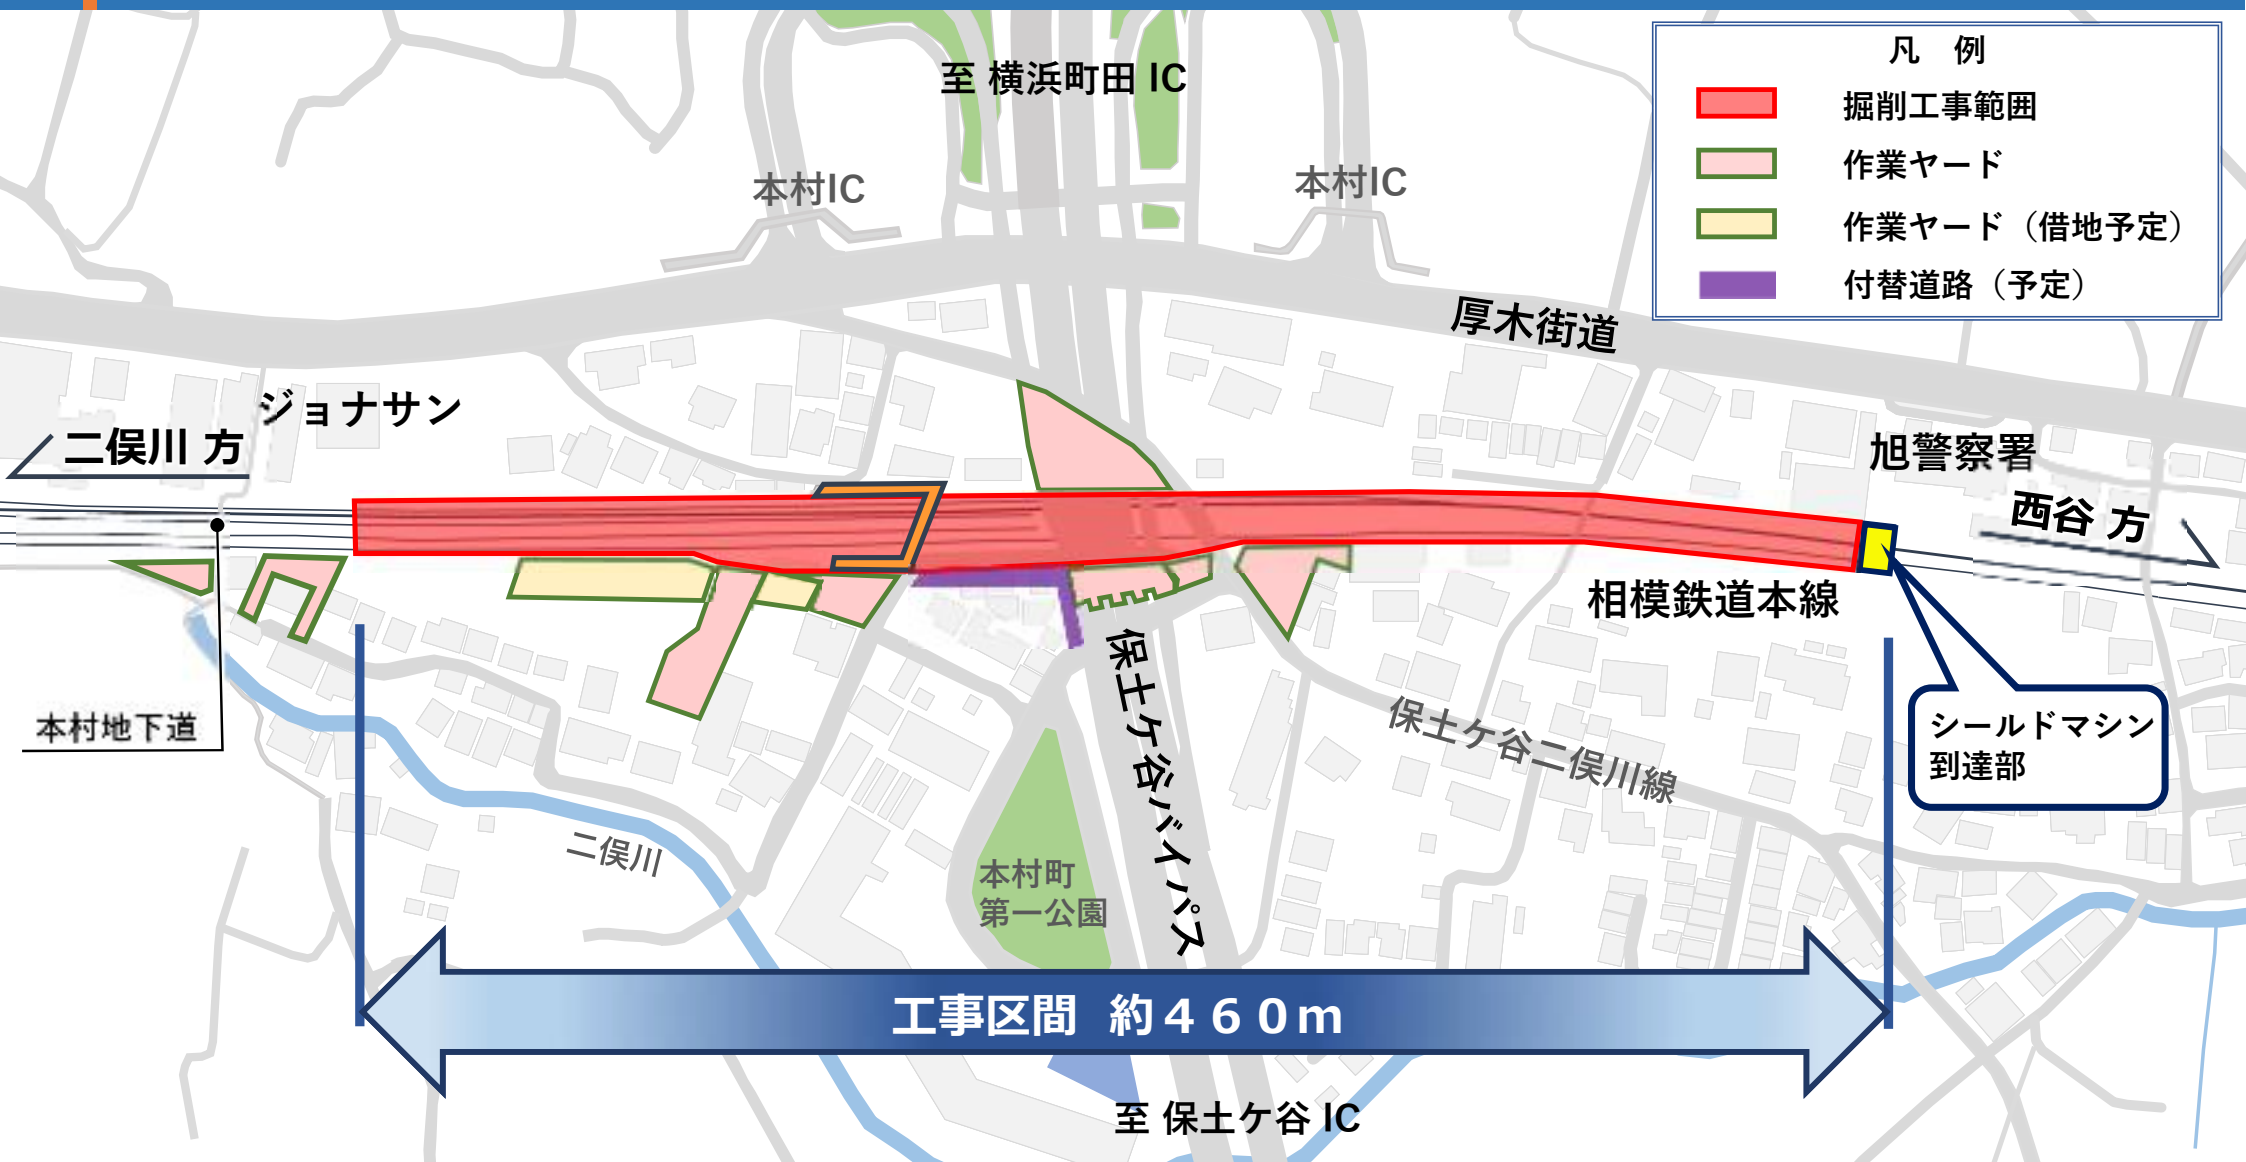 凡 例
掘削工事範囲
作業ヤード
作業ヤード（借地予定）
付替道路（予定）
至 横浜町田 IC
本村IC
本村IC
厚木街道
ジョナサン
二俣川 方
旭警察署
西谷 方
相模鉄道本線
本村地下道
保土ケ谷バイパス
保土ケ谷二俣川線
シールドマシン
到達部
二俣川
本村町
第一公園
工事区間 約４６０ｍ
至 保土ケ谷 IC